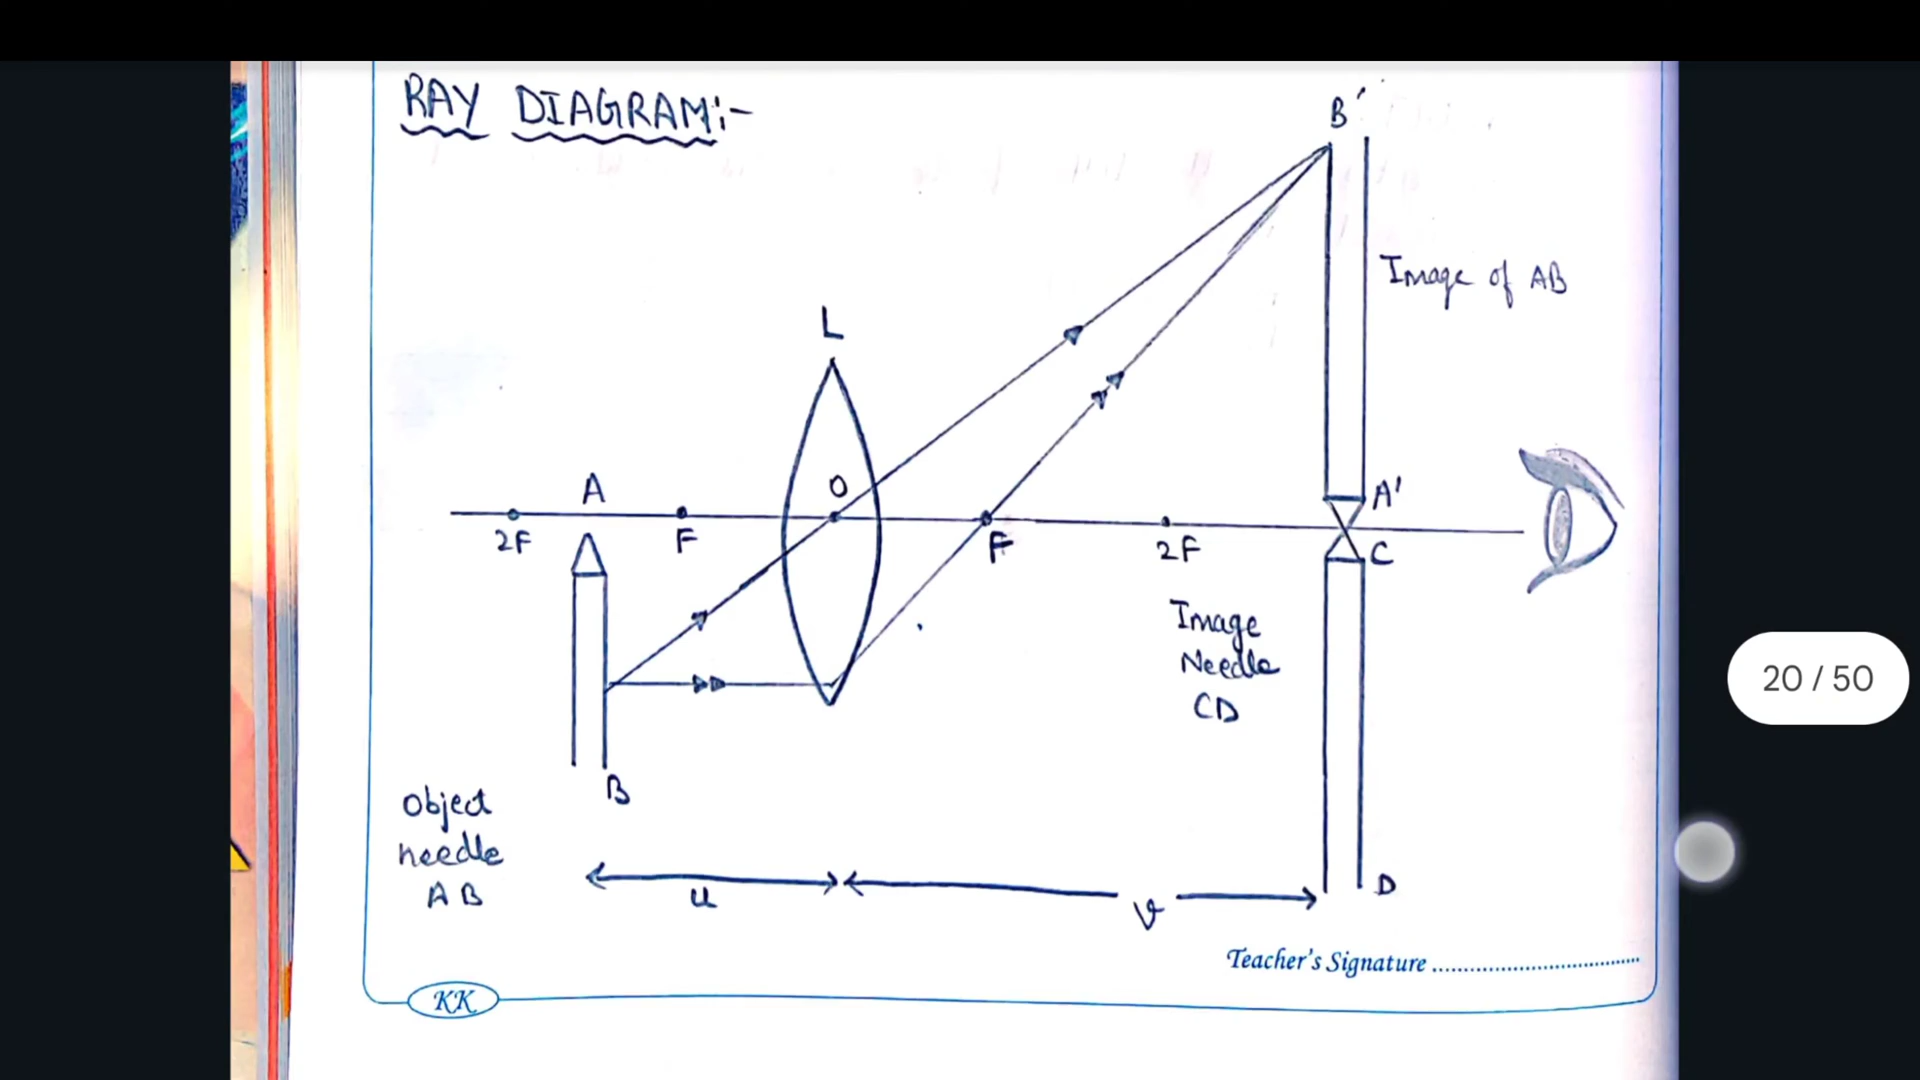 RAY DIAGRAM:-
B'
Image of AB
L
A
O
A'
2F
F
F
2F
C
Image
Needle
CD
B
Object
needle
AB
u
v
D
20 / 50
Teacher's Signature ........................................
KK